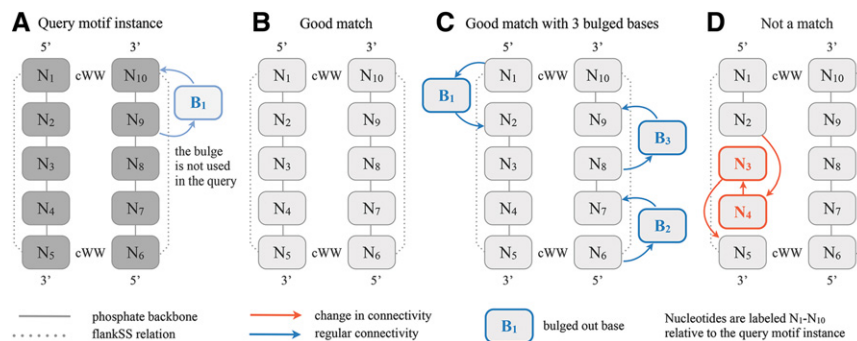 A Query motif instance
5’ 3’
N1 cWW N10
B1
N2 N9
the bulge
is not used
in the query
N3 N8
N4 N7
N5 cWW N6
3’ 5’
B Good match
5’ 3’
N1 cWW N10
N2 N9
N3 N8
N4 N7
N5 cWW N6
3’ 5’
C Good match with 3 bulged bases
5’ 3’
N1 cWW N10
B1
N2 N9
B3
N3 N8
N4 N7
B2
N5 cWW N6
3’ 5’
D Not a match
5’ 3’
N1 cWW N10
N2 N9
N3 N8
N4 N7
N5 cWW N6
3’ 5’
phosphate backbone
flankSS relation
change in connectivity
regular connectivity
B1 bulged out base
Nucleotides are labeled N1-N10
relative to the query motif instance